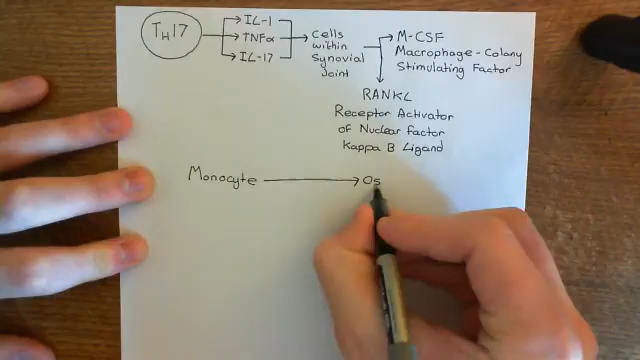 TH17
IL-1
TNFα
IL-17
Cells
within
Synovial
Joint
M-CSF
Macrophage-Colony
Stimulating Factor
RANKL
Receptor Activator
of Nuclear factor
Kappa B Ligand
Monocyte
Os